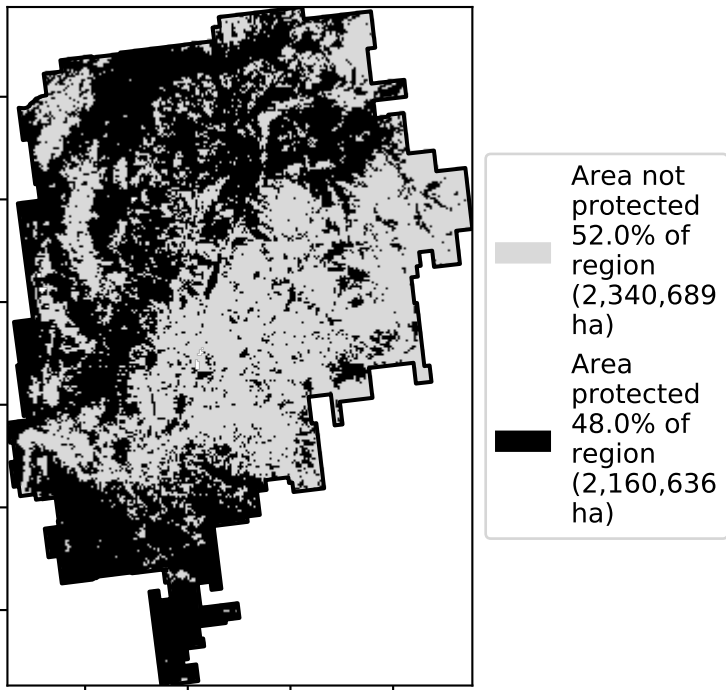 Area not
protected
52.0% of
region
(2,340,689
ha)
Area
protected
48.0% of
region
(2,160,636
ha)